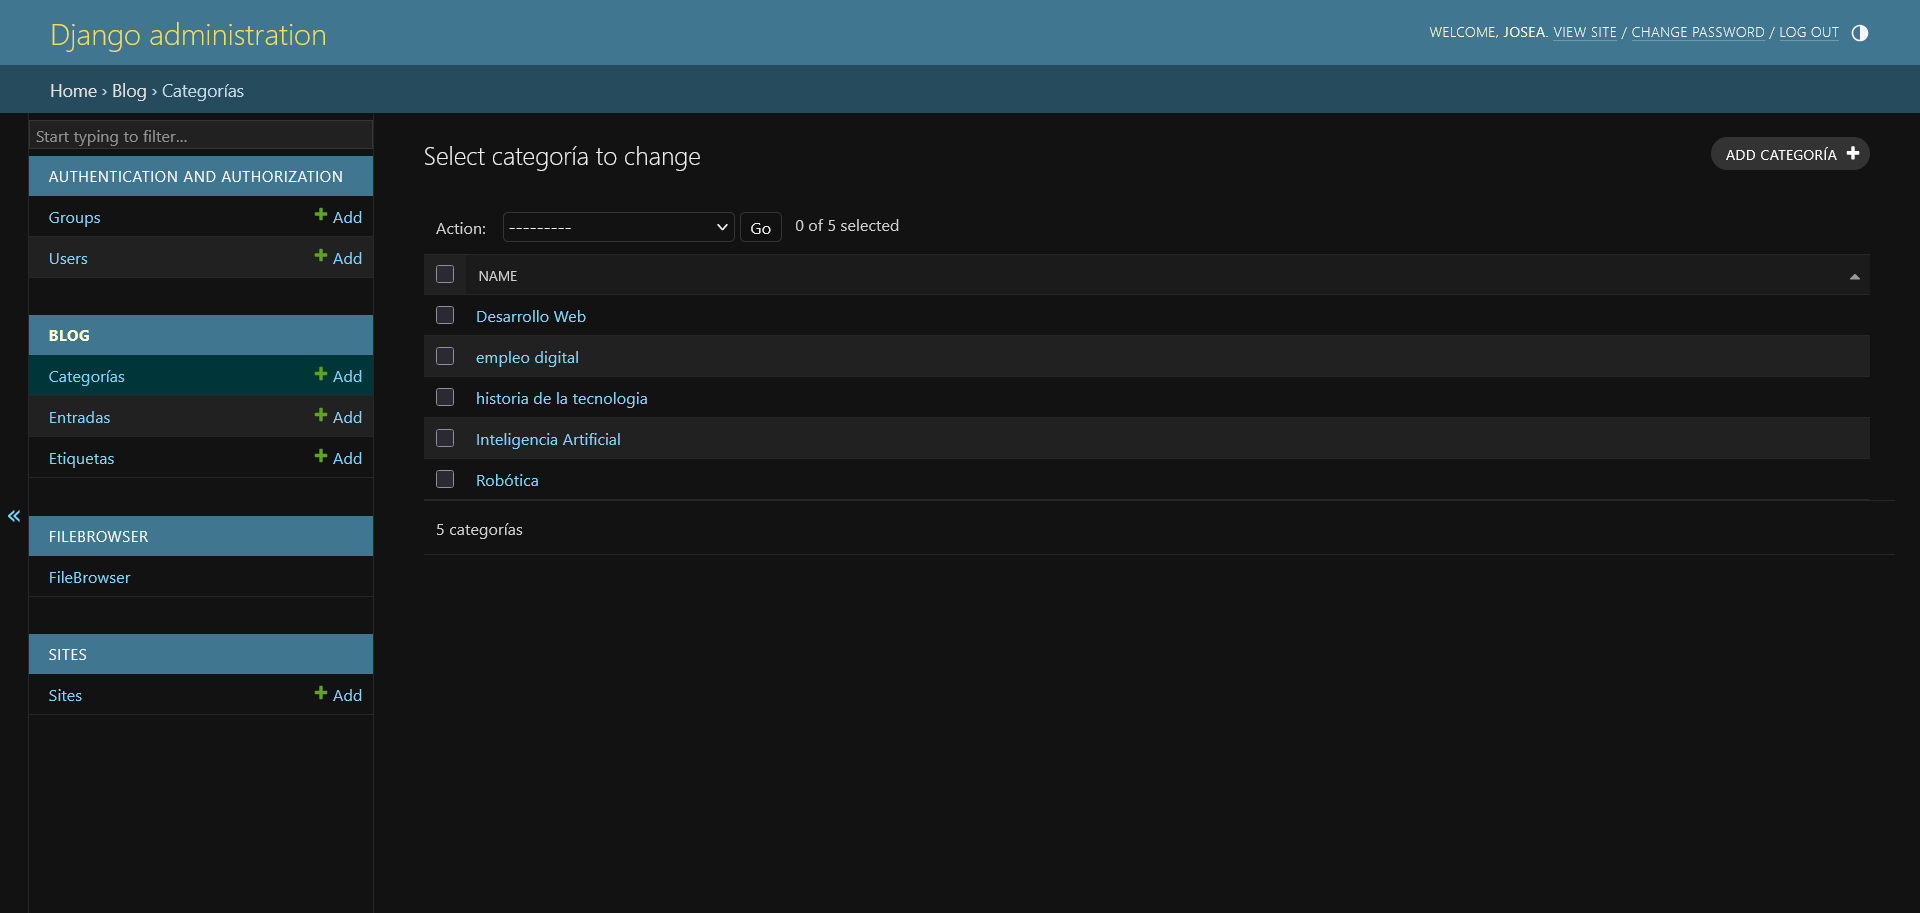 Django administration
WELCOME, JOSEA. VIEW SITE / CHANGE PASSWORD / LOG OUT
Home › Blog › Categorías
Start typing to filter...
AUTHENTICATION AND AUTHORIZATION
Groups + Add
Users + Add
BLOG
Categorías + Add
Entradas + Add
Etiquetas + Add
«
FILEBROWSER
FileBrowser
SITES
Sites + Add
Select categoría to change
ADD CATEGORÍA +
Action: --------- Go 0 of 5 selected
NAME
Desarrollo Web
empleo digital
historia de la tecnologia
Inteligencia Artificial
Robótica
5 categorías